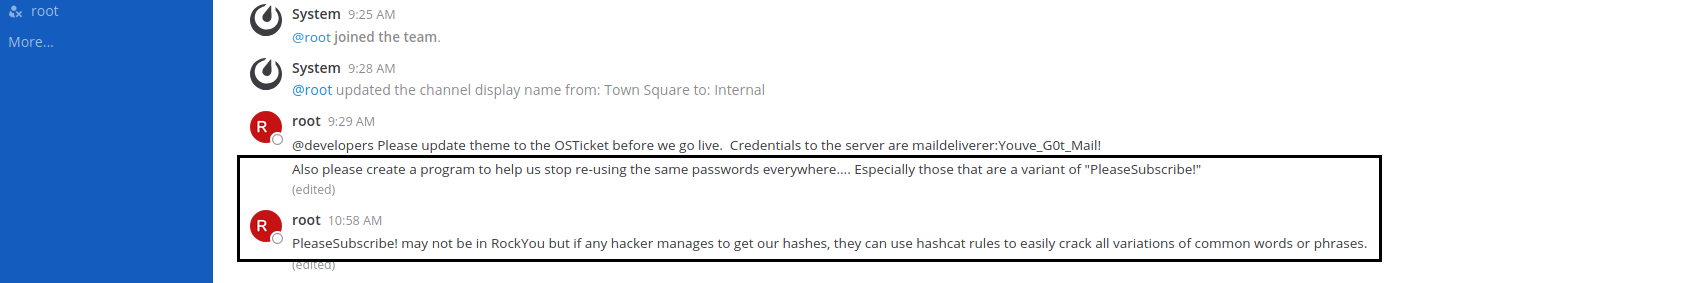 root
More...
System 9:25 AM
@root joined the team.
System 9:28 AM
@root updated the channel display name from: Town Square to: Internal
R
root 9:29 AM
@developers Please update theme to the OSTicket before we go live.  Credentials to the server are maildeliverer:Youve_G0t_Mail!
Also please create a program to help us stop re-using the same passwords everywhere.... Especially those that are a variant of "PleaseSubscribe!"
(edited)
R
root 10:58 AM
PleaseSubscribe! may not be in RockYou but if any hacker manages to get our hashes, they can use hashcat rules to easily crack all variations of common words or phrases.
(edited)